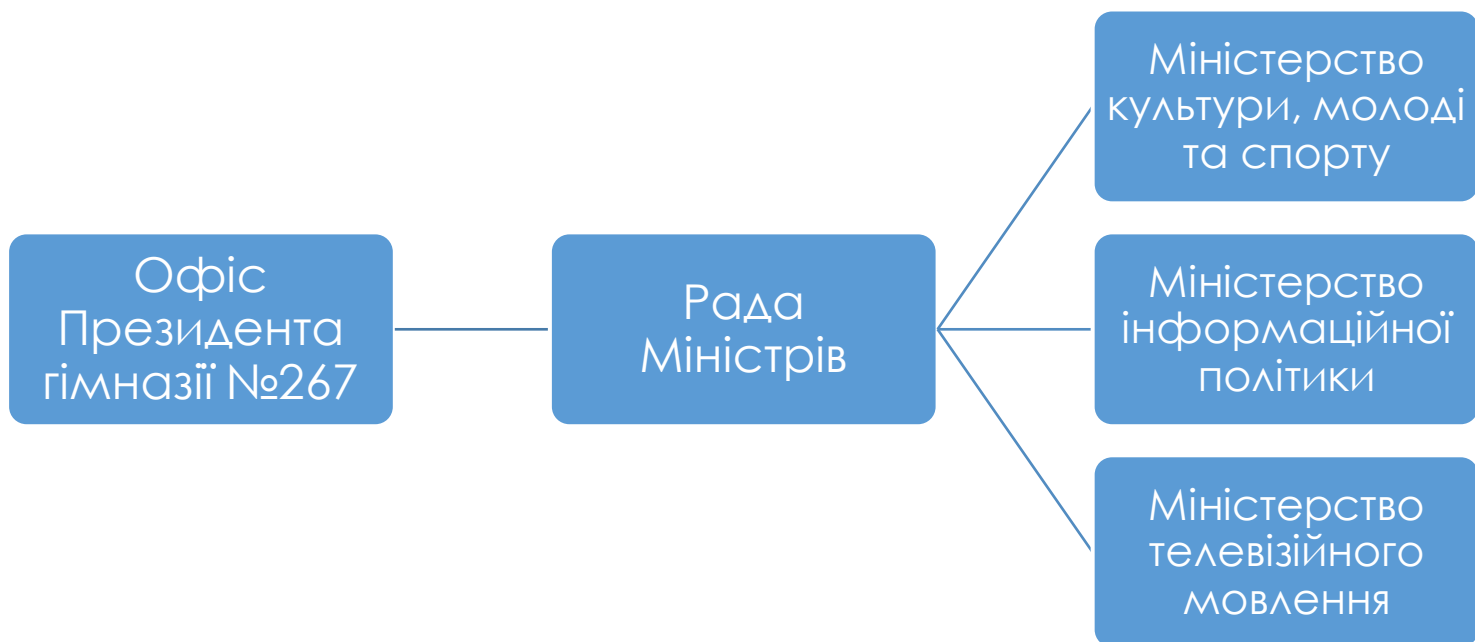 Офіс
Президента
гімназії №267
Рада
Міністрів
Міністерство
культури, молоді
та спорту
Міністерство
інформаційної
політики
Міністерство
телевізійного
мовлення